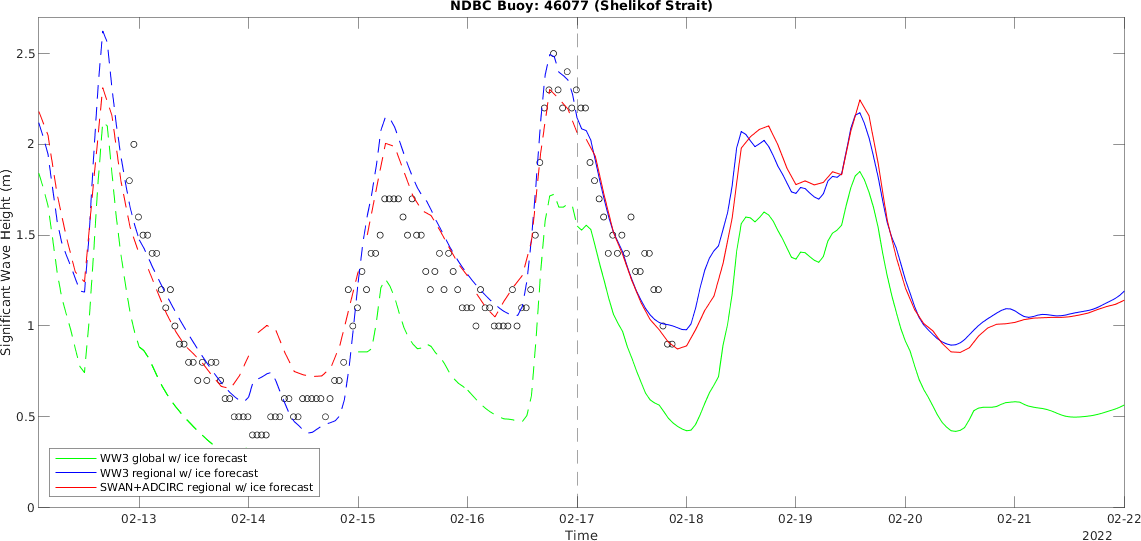 NDBC Buoy: 46077 (Shelikof Strait)
Significant Wave Height (m)
2.5
2
1.5
1
0.5
0
WW3 global w/ ice forecast
WW3 regional w/ ice forecast
SWAN+ADCIRC regional w/ ice forecast
02-13 02-14 02-15 02-16 02-17 02-18 02-19 02-20 02-21 02-22
Time
2022